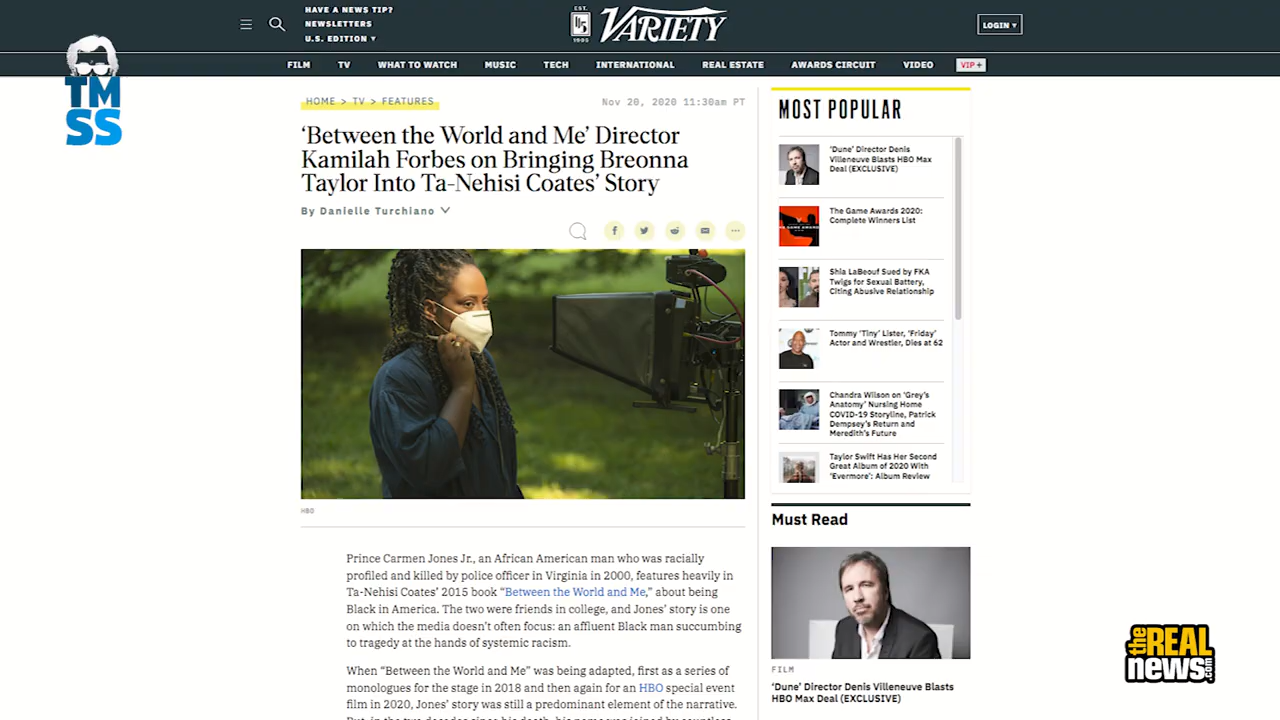 HAVE A NEWS TIP?
NEWSLETTERS
U.S. EDITION ▾
EST.
115
1905
VARIETY
LOGIN ▾
FILM TV WHAT TO WATCH MUSIC TECH INTERNATIONAL REAL ESTATE AWARDS CIRCUIT VIDEO VIP+
TM
SS
HOME > TV > FEATURES
Nov 20, 2020 11:30am PT
‘Between the World and Me’ Director
Kamilah Forbes on Bringing Breonna
Taylor Into Ta-Nehisi Coates’ Story
By Danielle Turchiano
HBO
Prince Carmen Jones Jr., an African American man who was racially
profiled and killed by police officer in Virginia in 2000, features heavily in
Ta-Nehisi Coates’ 2015 book “Between the World and Me,” about being
Black in America. The two were friends in college, and Jones’ story is one
on which the media doesn’t often focus: an affluent Black man succumbing
to tragedy at the hands of systemic racism.
When “Between the World and Me” was being adapted, first as a series of
monologues for the stage in 2018 and then again for an HBO special event
film in 2020, Jones’ story was still a predominant element of the narrative.
MOST POPULAR
‘Dune’ Director Denis
Villeneuve Blasts HBO Max
Deal (EXCLUSIVE)
The Game Awards 2020:
Complete Winners List
Shia LaBeouf Sued by FKA
Twigs for Sexual Battery,
Citing Abusive Relationship
Tommy ‘Tiny’ Lister, ‘Friday’
Actor and Wrestler, Dies at 62
Chandra Wilson on ‘Grey’s
Anatomy’ Nursing Home
COVID-19 Storyline, Patrick
Dempsey’s Return and
Meredith’s Future
Taylor Swift Has Her Second
Great Album of 2020 With
‘Evermore’: Album Review
Must Read
FILM
‘Dune’ Director Denis Villeneuve Blasts
HBO Max Deal (EXCLUSIVE)
the REAL
news.com